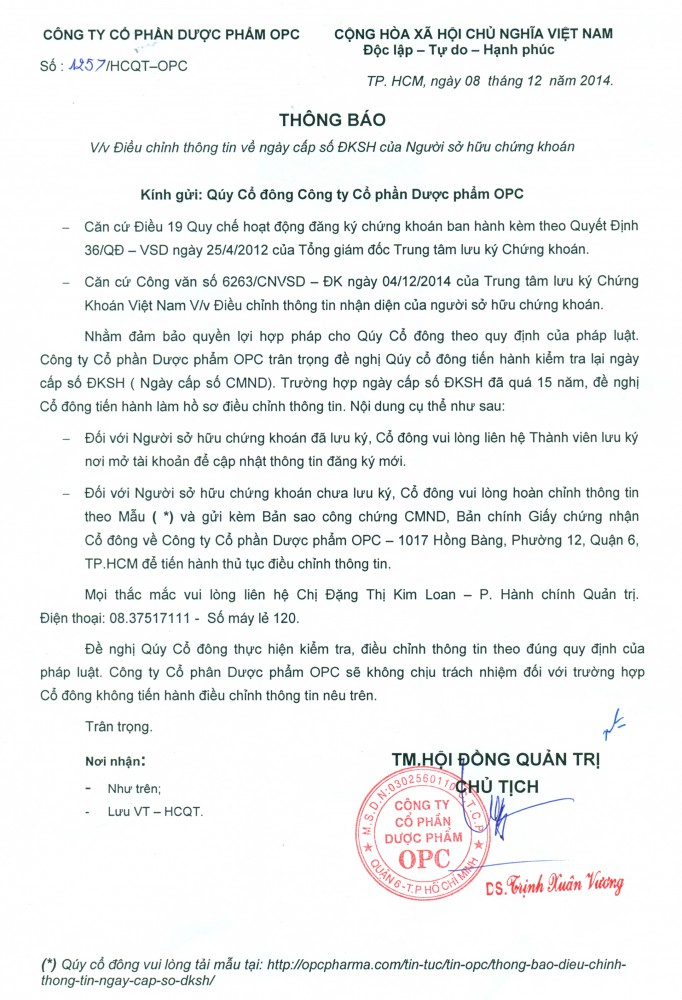 CÔNG TY CỔ PHẦN DƯỢC PHẨM OPC
CỘNG HÒA XÃ HỘI CHỦ NGHĨA VIỆT NAM
Độc lập – Tự do – Hạnh phúc
Số : 1257/HCQT–OPC
TP. HCM, ngày 08 tháng 12 năm 2014.
THÔNG BÁO
V/v Điều chỉnh thông tin về ngày cấp số ĐKSH của Người sở hữu chứng khoán
Kính gửi: Qúy Cổ đông Công ty Cổ phần Dược phẩm OPC
– Căn cứ Điều 19 Quy chế hoạt động đăng ký chứng khoán ban hành kèm theo Quyết Định
36/QĐ – VSD ngày 25/4/2012 của Tổng giám đốc Trung tâm lưu ký Chứng khoán.
– Căn cứ Công văn số 6263/CNVSD – ĐK ngày 04/12/2014 của Trung tâm lưu ký Chứng
Khoán Việt Nam V/v Điều chỉnh thông tin nhận diện của người sở hữu chứng khoán.
Nhằm đảm bảo quyền lợi hợp pháp cho Qúy Cổ đông theo quy định của pháp luật.
Công ty Cổ phần Dược phẩm OPC trân trọng đề nghị Qúy cổ đông tiến hành kiểm tra lại ngày
cấp số ĐKSH ( Ngày cấp số CMND). Trường hợp ngày cấp số ĐKSH đã quá 15 năm, đề nghị
Cổ đông tiến hành làm hồ sơ điều chỉnh thông tin. Nội dung cụ thể như sau:
– Đối với Người sở hữu chứng khoán đã lưu ký, Cổ đông vui lòng liên hệ Thành viên lưu ký
nơi mở tài khoản để cập nhật thông tin đăng ký mới.
– Đối với Người sở hữu chứng khoán chưa lưu ký, Cổ đông vui lòng hoàn chỉnh thông tin
theo Mẫu ( *) và gửi kèm Bản sao công chứng CMND, Bản chính Giấy chứng nhận
Cổ đông về Công ty Cổ phần Dược phẩm OPC – 1017 Hồng Bàng, Phường 12, Quận 6,
TP.HCM để tiến hành thủ tục điều chỉnh thông tin.
Mọi thắc mắc vui lòng liên hệ Chị Đặng Thị Kim Loan – P. Hành chính Quản trị.
Điện thoại: 08.37517111 - Số máy lẻ 120.
Đề nghị Qúy Cổ đông thực hiện kiểm tra, điều chỉnh thông tin theo đúng quy định của
pháp luật. Công ty Cổ phân Dược phẩm OPC sẽ không chịu trách nhiệm đối với trường hợp
Cổ đông không tiến hành điều chỉnh thông tin nêu trên.
Trân trọng.
Nơi nhận:
- Như trên;
- Lưu VT – HCQT.
TM.HỘI ĐỒNG QUẢN TRỊ
CHỦ TỊCH
M.S.D.N:0302560110 - C.T.C.P
CÔNG TY
CỔ PHẦN
DƯỢC PHẨM
OPC
QUẬN 6 - T.P HỒ CHÍ MINH
DS. Trịnh Xuân Vương
(*) Qúy cổ đông vui lòng tải mẫu tại: http://opcpharma.com/tin-tuc/tin-opc/thong-bao-dieu-chinh-
thong-tin-ngay-cap-so-dksh/